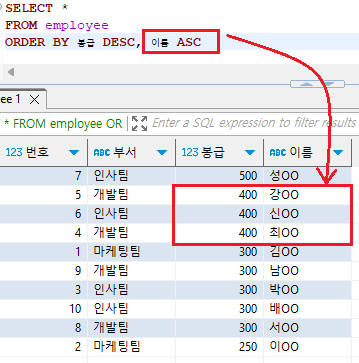 SELECT *
FROM employee
ORDER BY 봉급 DESC, 이름 ASC
ee 1
* FROM employee OR Enter a SQL expression to filter results
123 번호 ABC 부서 123 봉급 ABC 이름
7 인사팀 500 성OO
5 개발팀 400 강OO
6 인사팀 400 신OO
4 개발팀 400 최OO
1 마케팅팀 300 김OO
9 개발팀 300 남OO
3 인사팀 300 박OO
10 인사팀 300 배OO
8 개발팀 300 서OO
2 마케팅팀 250 이OO